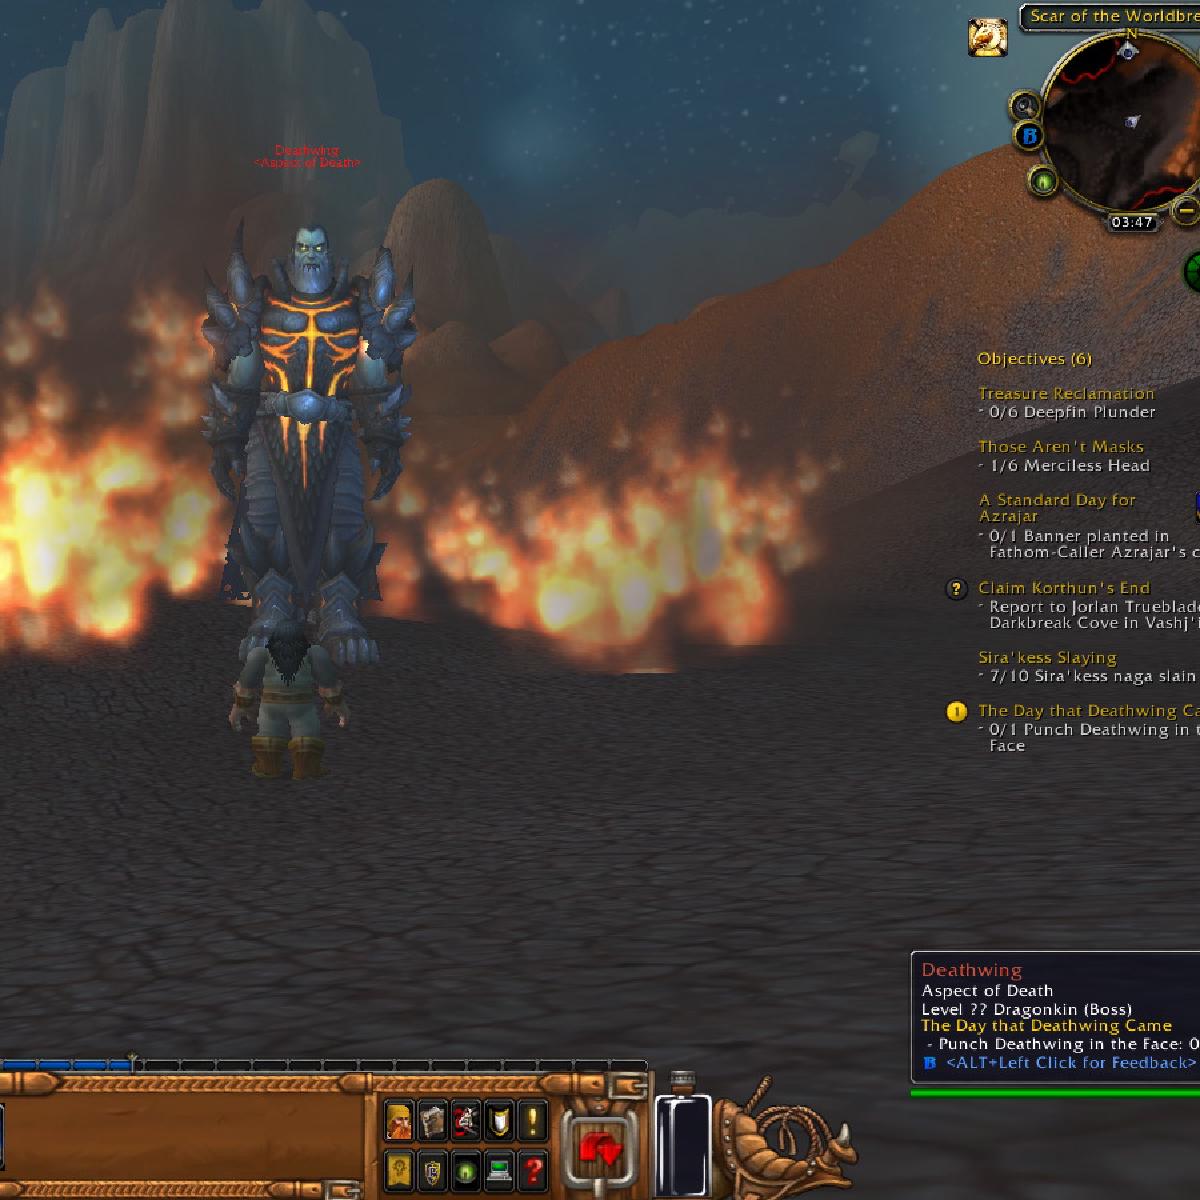 Scar of the Worldbre
N
03:47
Deathwing
<Aspect of Death>
Objectives (6)
Treasure Reclamation
- 0/6 Deepfin Plunder
Those Aren't Masks
- 1/6 Merciless Head
A Standard Day for
Azrajar
- 0/1 Banner planted in
Fathom-Caller Azrajar's c
? Claim Korthun's End
- Report to Jorlan Trueblade
Darkbreak Cove in Vashj'i
Sira'kess Slaying
- 7/10 Sira'kess naga slain
1 The Day that Deathwing Ca
- 0/1 Punch Deathwing in t
Face
Deathwing
Aspect of Death
Level ?? Dragonkin (Boss)
The Day that Deathwing Came
- Punch Deathwing in the Face: 0
B <ALT+Left Click for Feedback>